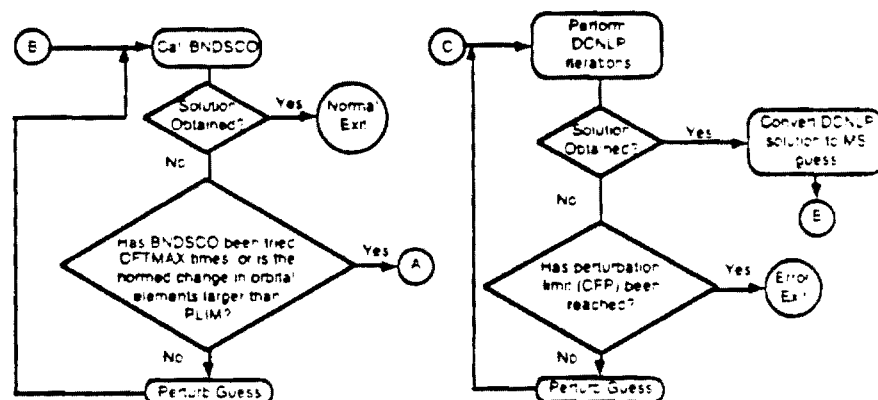 B
Call BNDSCO
Solution
Obtained?
Yes
Normal
Exit
No
Has BNDSCO been tried
CFTMAX times, or is the
normed change in orbital
elements larger than
PLIM?
Yes
A
No
Perturb Guess
C
Perform
DCNLP
iterations
Solution
Obtained?
Yes
Convert DCNLP
solution to MS
guess
B
No
Has perturbation
limit (CFP) been
reached?
Yes
Error
Exit
No
Perturb Guess